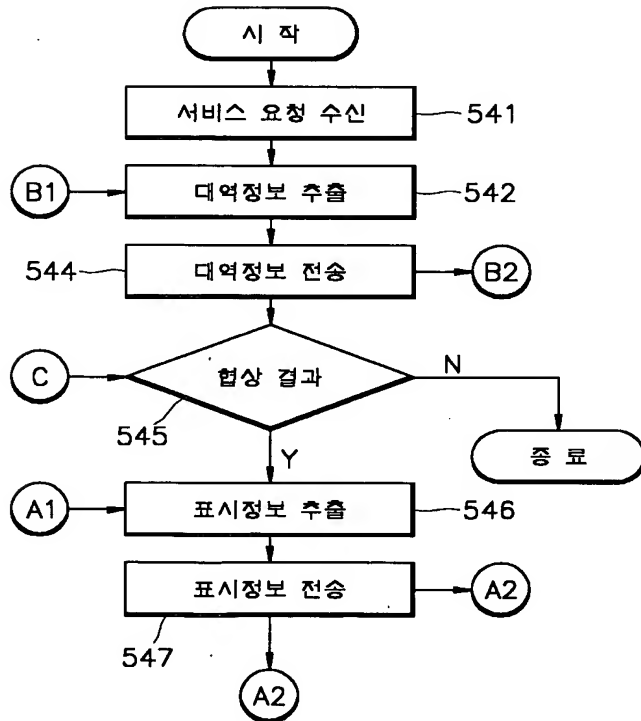 시 작
서비스 요청 수신
541
B1
대역정보 추출
542
544
대역정보 전송
B2
C
협상 결과
N
545
Y
종 료
A1
표시정보 추출
546
표시정보 전송
A2
547
A2